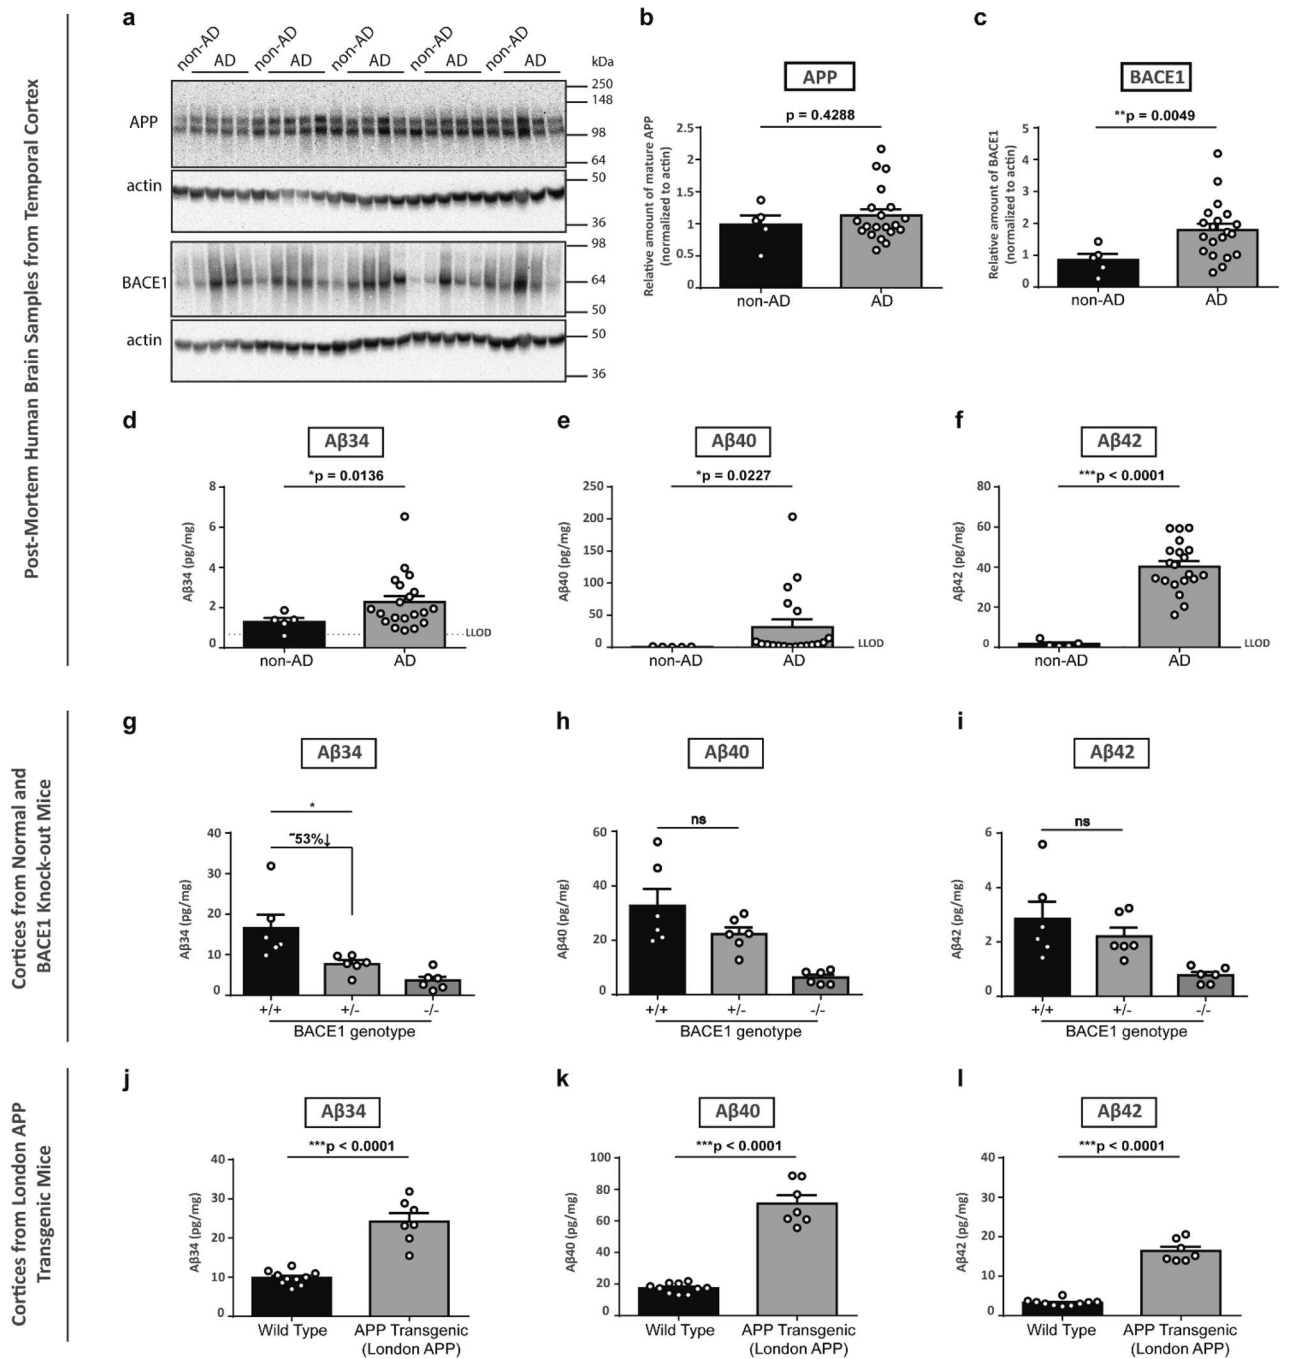 Post-Mortem Human Brain Samples from Temporal Cortex
a
non-AD AD non-AD AD non-AD AD non-AD AD non-AD AD
kDa
APP
250
148
98
64
actin
50
36
BACE1
98
64
50
actin
50
36
b
APP
p = 0.4288
Relative amount of mature APP
(normalized to actin)
2.5
2
1.5
1
0.5
0
non-AD AD
c
BACE1
**p = 0.0049
Relative amount of BACE1
(normalized to actin)
5
4
3
2
1
0
non-AD AD
d
Aβ34
*p = 0.0136
Aβ34 (pg/mg)
8
6
4
2
0
LLOD
non-AD AD
e
Aβ40
*p = 0.0227
Aβ40 (pg/mg)
250
200
150
100
50
0
LLOD
non-AD AD
f
Aβ42
***p < 0.0001
Aβ42 (pg/mg)
80
60
40
20
0
LLOD
non-AD AD
Cortices from Normal and
BACE1 Knock-out Mice
g
Aβ34
*
~53%↓
Aβ34 (pg/mg)
40
30
20
10
0
+/+ +/- -/-
BACE1 genotype
h
Aβ40
ns
Aβ40 (pg/mg)
60
40
20
0
+/+ +/- -/-
BACE1 genotype
i
Aβ42
ns
Aβ42 (pg/mg)
6
4
2
0
+/+ +/- -/-
BACE1 genotype
Cortices from London APP
Transgenic Mice
j
Aβ34
***p < 0.0001
Aβ34 (pg/mg)
40
30
20
10
0
Wild Type APP Transgenic
(London APP)
k
Aβ40
***p < 0.0001
Aβ40 (pg/mg)
100
80
60
40
20
0
Wild Type APP Transgenic
(London APP)
l
Aβ42
***p < 0.0001
Aβ42 (pg/mg)
40
30
20
10
0
Wild Type APP Transgenic
(London APP)